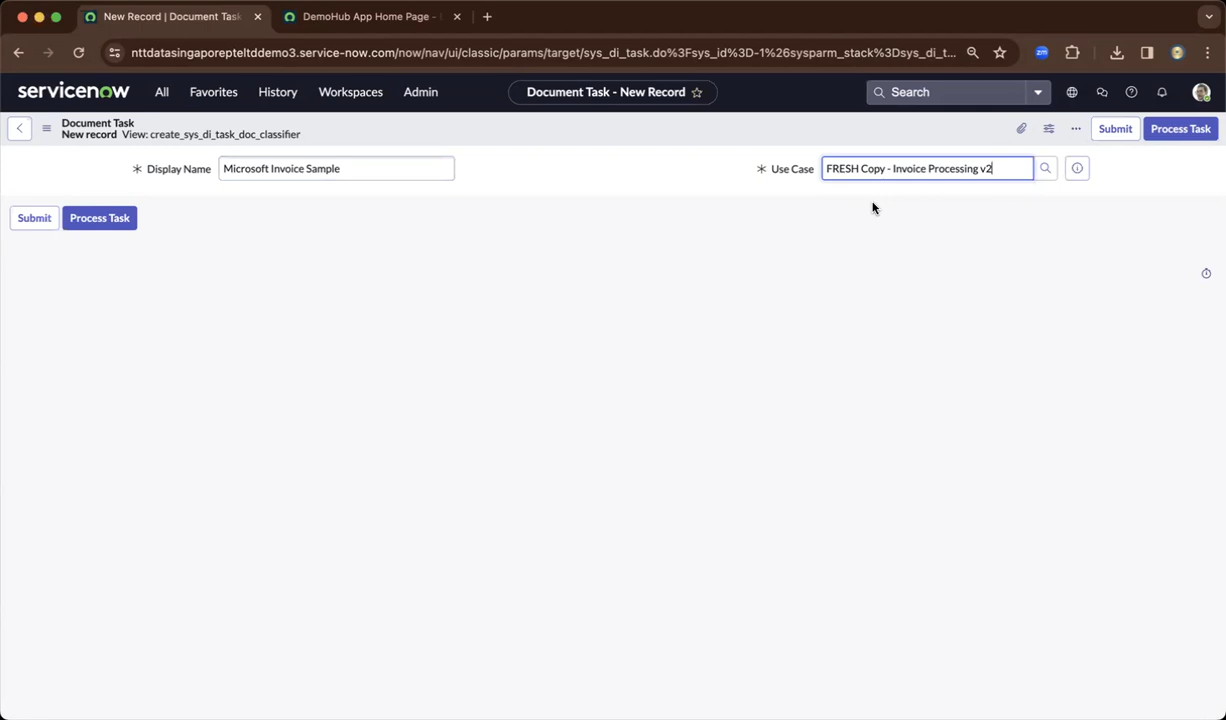 New Record | Document Task
DemoHub App Home Page -
nttdatasingaporepteltddemo3.service-now.com/now/nav/ui/classic/params/target/sys_di_task.do%3Fsys_id%3D-1%26sysparm_stack%3Dsys_di_t...
zm
servicenow
All
Favorites
History
Workspaces
Admin
Document Task - New Record
Search
Document Task
New record View: create_sys_di_task_doc_classifier
Submit
Process Task
Display Name
Microsoft Invoice Sample
Use Case
FRESH Copy - Invoice Processing v2
Submit
Process Task